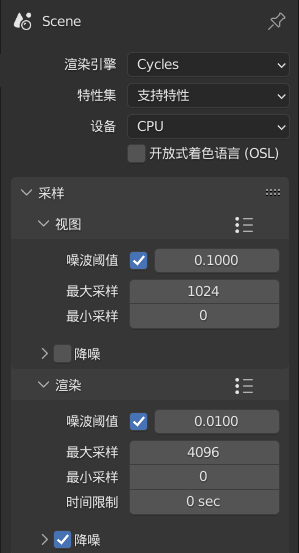 Scene
渲染引擎 Cycles
特性集 支持特性
设备 CPU
开放式着色语言 (OSL)
采样
视图
噪波阈值 0.1000
最大采样 1024
最小采样 0
降噪
渲染
噪波阈值 0.0100
最大采样 4096
最小采样 0
时间限制 0 sec
降噪